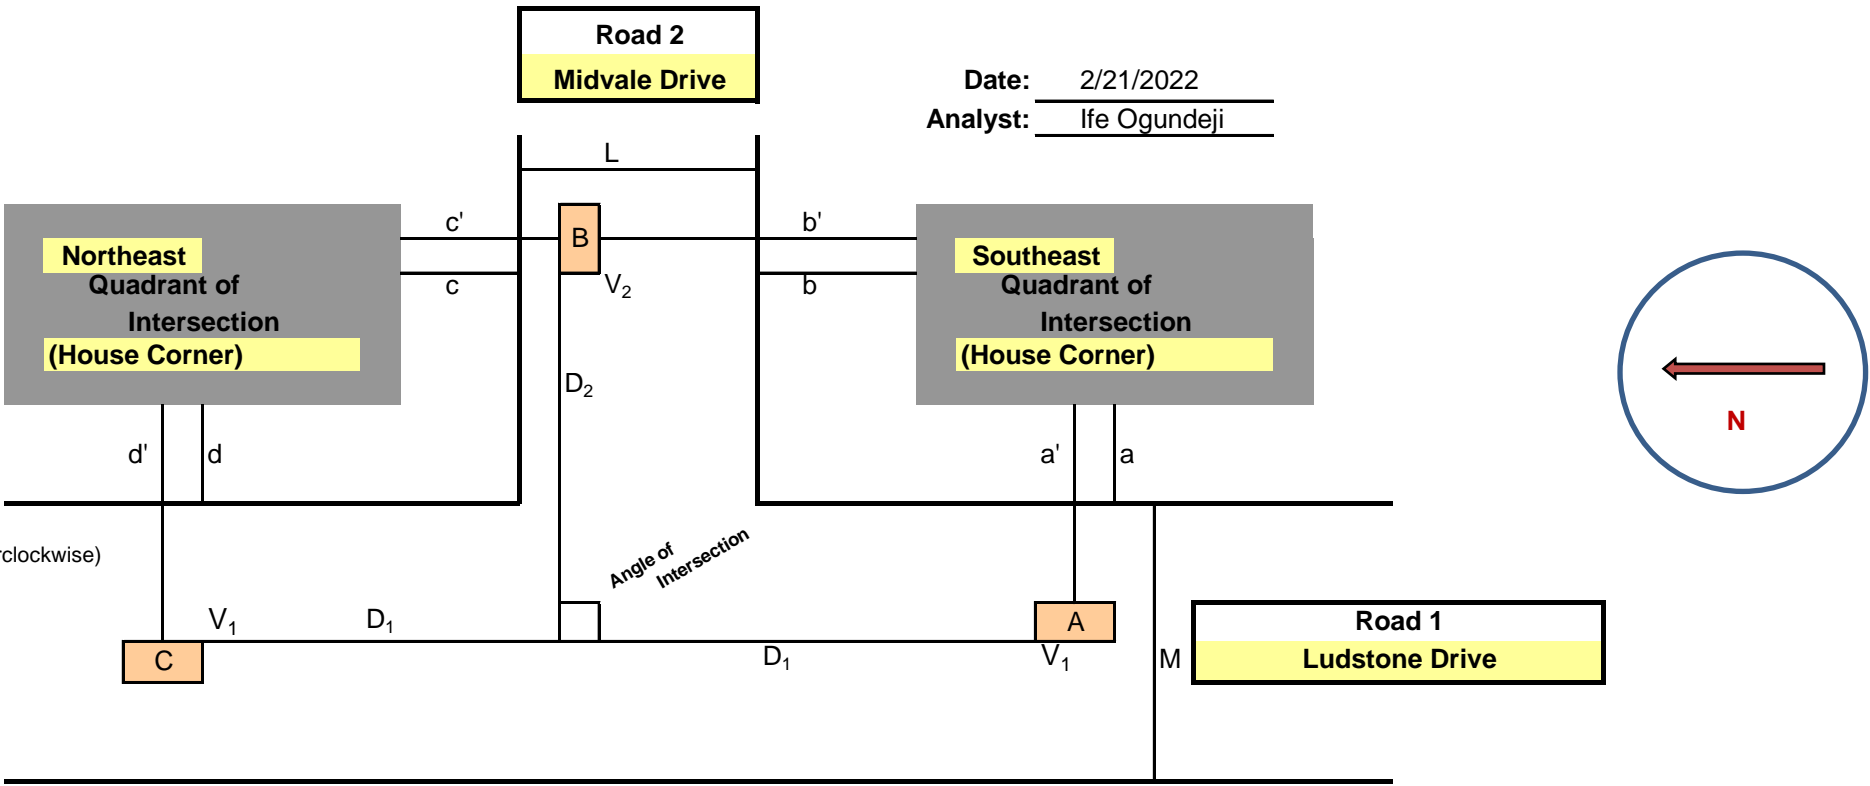 Road 2
Midvale Drive
Date: 2/21/2022
Analyst: Ife Ogundeji
L
c'
B
b'
Northeast
Quadrant of
Intersection
(House Corner)
c
V₂
b
Southeast
Quadrant of
Intersection
(House Corner)
D₂
N
d'
d
a'
a
rclockwise)
Angle of
Intersection
V₁
D₁
A
C
D₁
V₁
M
Road 1
Ludstone Drive